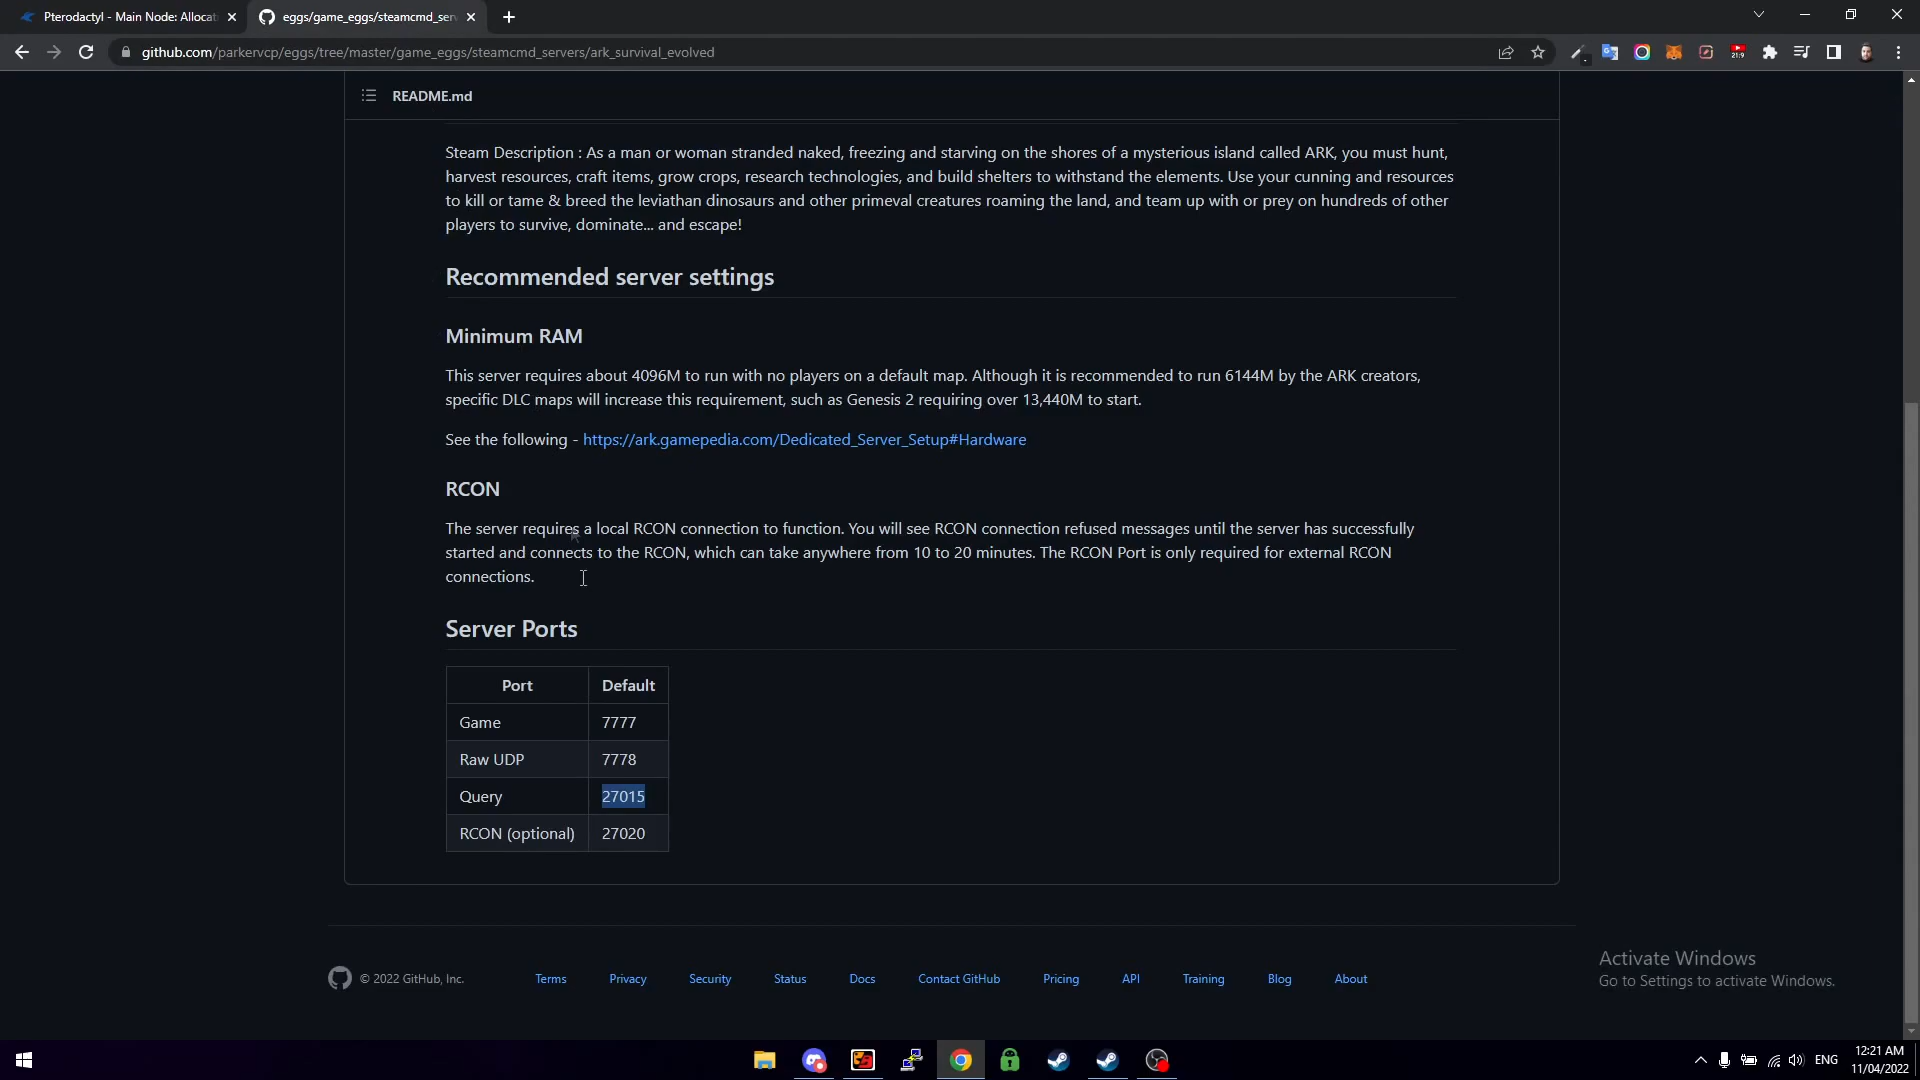 Pterodactyl - Main Node: Allocat
eggs/game_eggs/steamcmd_serv
github.com/parkervcp/eggs/tree/master/game_eggs/steamcmd_servers/ark_survival_evolved
21:9
README.md
Steam Description : As a man or woman stranded naked, freezing and starving on the shores of a mysterious island called ARK, you must hunt,
harvest resources, craft items, grow crops, research technologies, and build shelters to withstand the elements. Use your cunning and resources
to kill or tame & breed the leviathan dinosaurs and other primeval creatures roaming the land, and team up with or prey on hundreds of other
players to survive, dominate... and escape!
Recommended server settings
Minimum RAM
This server requires about 4096M to run with no players on a default map. Although it is recommended to run 6144M by the ARK creators,
specific DLC maps will increase this requirement, such as Genesis 2 requiring over 13,440M to start.
See the following - https://ark.gamepedia.com/Dedicated_Server_Setup#Hardware
RCON
The server requires a local RCON connection to function. You will see RCON connection refused messages until the server has successfully
started and connects to the RCON, which can take anywhere from 10 to 20 minutes. The RCON Port is only required for external RCON
connections.
Server Ports
Port Default
Game 7777
Raw UDP 7778
Query 27015
RCON (optional) 27020
© 2022 GitHub, Inc. Terms Privacy Security Status Docs Contact GitHub Pricing API Training Blog About
Activate Windows
Go to Settings to activate Windows.
ENG
12:21 AM
11/04/2022